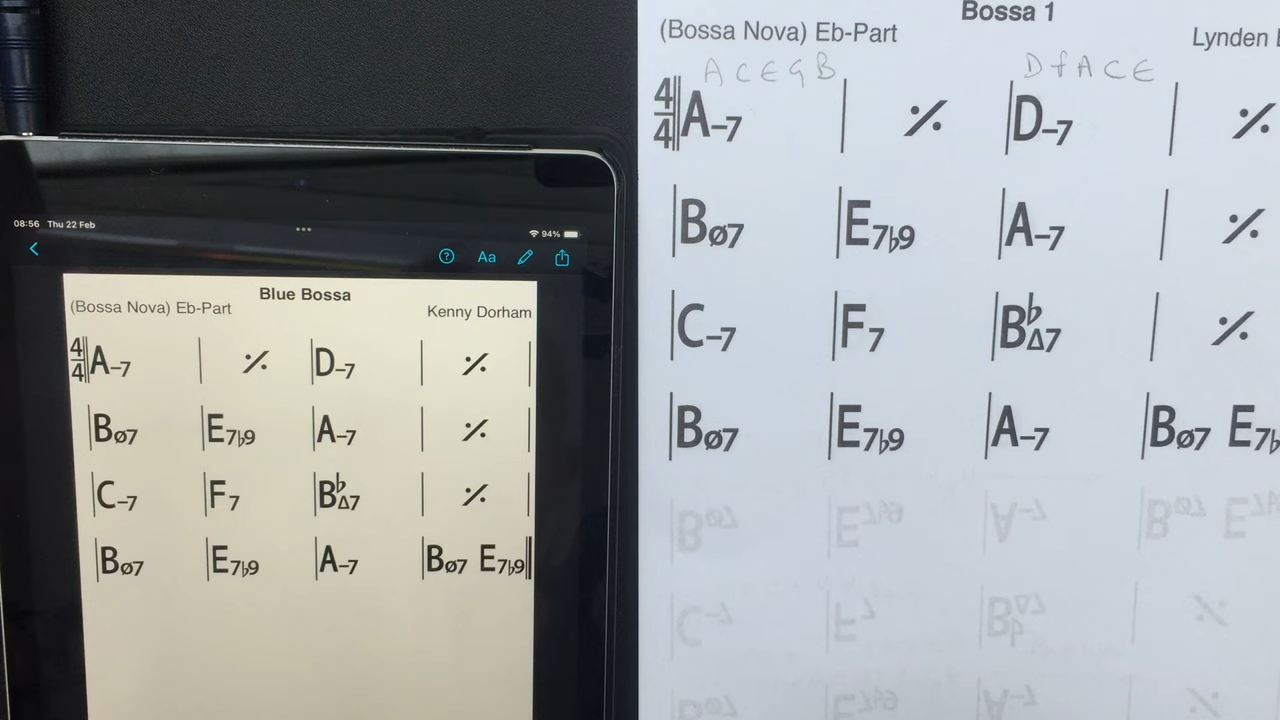 08:56 Thu 22 Feb
94%
Aa
Blue Bossa
(Bossa Nova) Eb-Part
Kenny Dorham
4/4 A–7 | 𝄎 | D–7 | 𝄎 |
Bø7 | E7♭9 | A–7 | 𝄎 |
C–7 | F7 | B♭Δ7 | 𝄎 |
Bø7 | E7♭9 | A–7 | Bø7 E7♭9
Bossa 1
(Bossa Nova) Eb-Part
Lynden
A C E G B D F A C E
4/4 A–7 | 𝄎 | D–7 | 𝄎
Bø7 | E7♭9 | A–7 | 𝄎
C–7 | F7 | B♭Δ7 | 𝄎
Bø7 | E7♭9 | A–7 | Bø7 E7♭